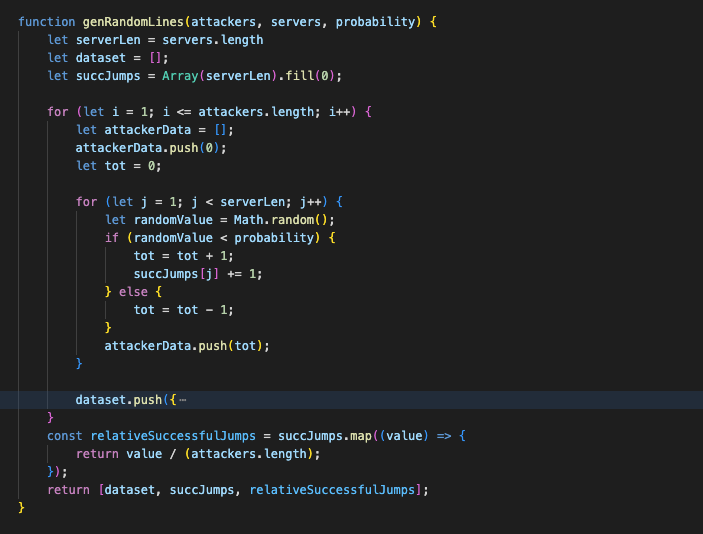 function genRandomLines(attackers, servers, probability) {
    let serverLen = servers.length
    let dataset = [];
    let succJumps = Array(serverLen).fill(0);

    for (let i = 1; i <= attackers.length; i++) {
        let attackerData = [];
        attackerData.push(0);
        let tot = 0;

        for (let j = 1; j < serverLen; j++) {
            let randomValue = Math.random();
            if (randomValue < probability) {
                tot = tot + 1;
                succJumps[j] += 1;
            } else {
                tot = tot - 1;
            }
            attackerData.push(tot);
        }

        dataset.push({⋯
    }
    const relativeSuccessfulJumps = succJumps.map((value) => {
        return value / (attackers.length);
    });
    return [dataset, succJumps, relativeSuccessfulJumps];
}